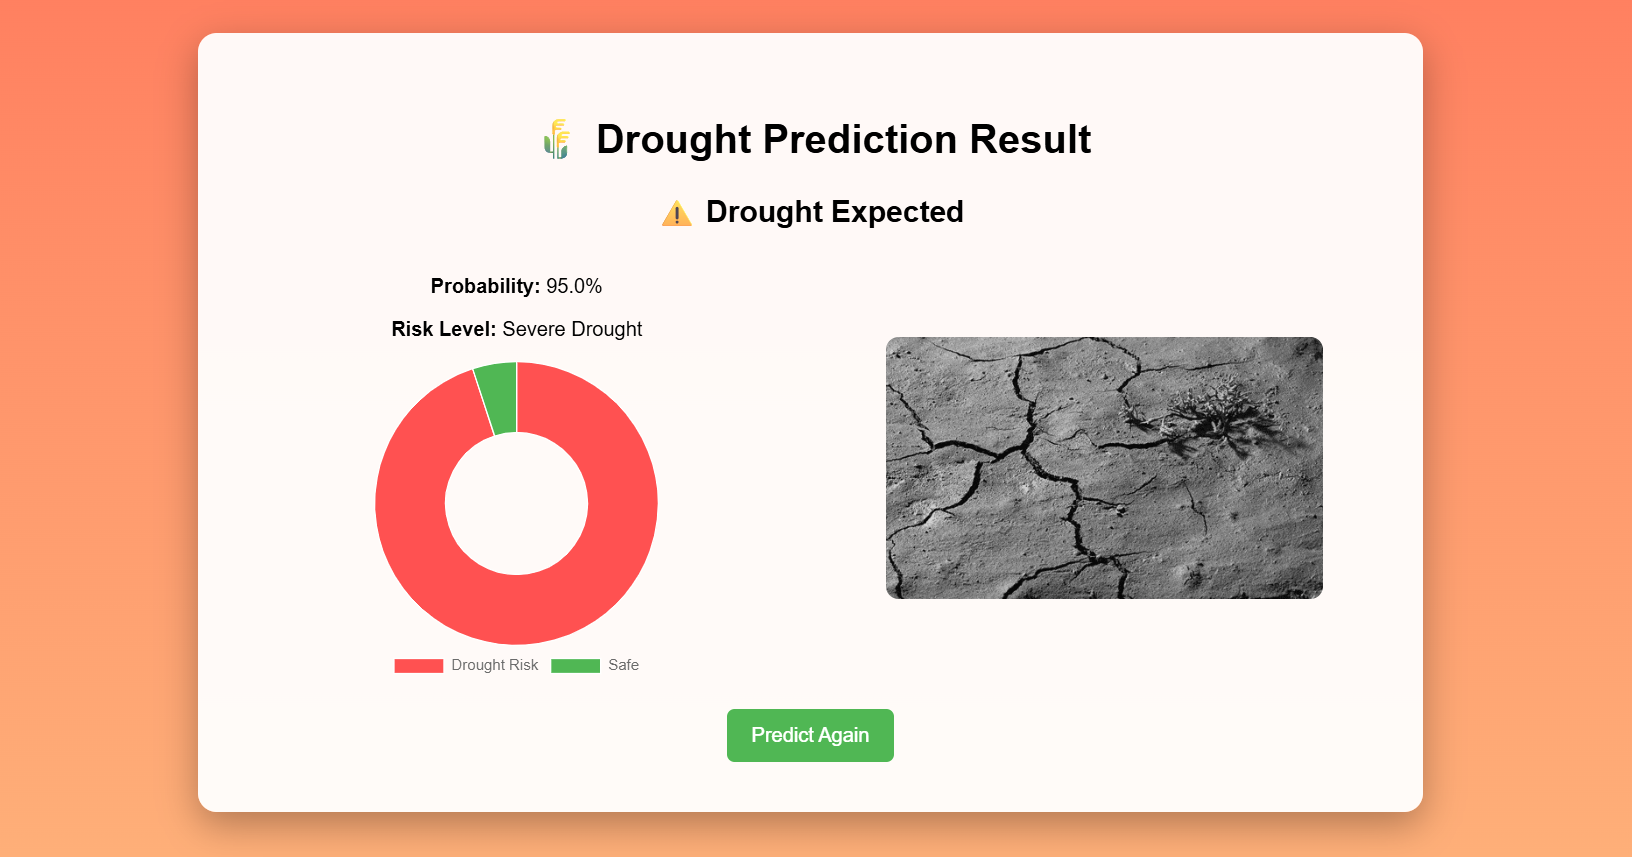 Drought Prediction Result
Drought Expected
Probability: 95.0%
Risk Level: Severe Drought
Drought Risk
Safe
Predict Again